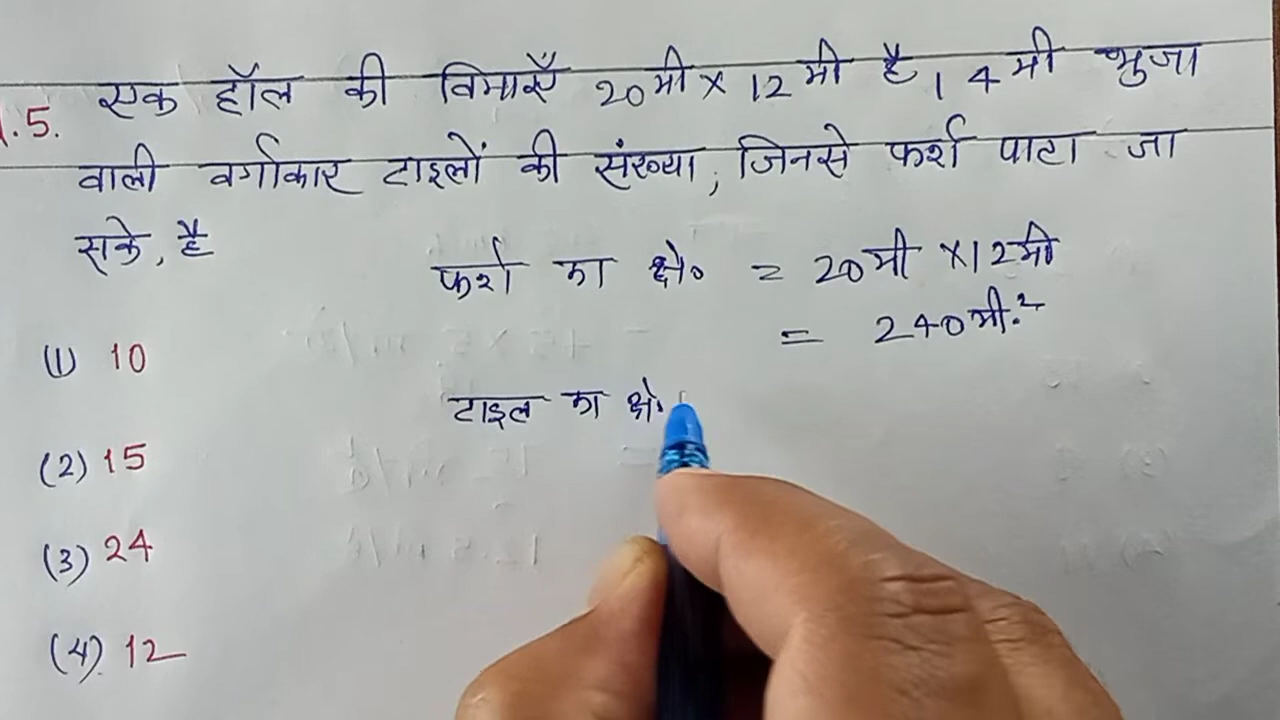 .5. एक हॉल की विमाएँ 20मी × 12मी है, 4मी भुजा
वाली वर्गाकार टाइलों की संख्या, जिनसे फर्श पाटा जा
सके, है
फर्श का क्षे० = 20मी × 12मी
= 240मी.²
(1) 10
टाइल का क्षे०
(2) 15
(3) 24
(4) 12